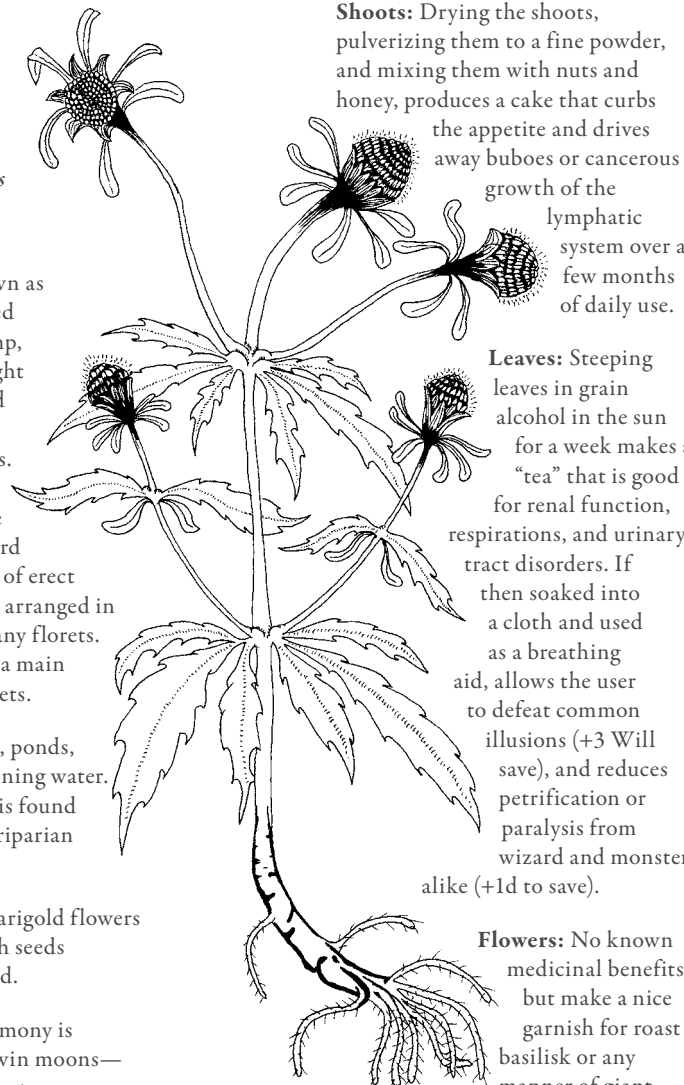 s
wn as
ed
mp,
ght
d
s.
rd
of erect
arranged in
any florets.
a main
ets.
, ponds,
ning water.
is found
riparian
arigold flowers
h seeds
d.
mony is
win moons—
Shoots: Drying the shoots,
pulverizing them to a fine powder,
and mixing them with nuts and
honey, produces a cake that curbs
the appetite and drives
away buboes or cancerous
growth of the
lymphatic
system over a
few months
of daily use.
Leaves: Steeping
leaves in grain
alcohol in the sun
for a week makes a
“tea” that is good
for renal function,
respirations, and urinary
tract disorders. If
then soaked into
a cloth and used
as a breathing
aid, allows the user
to defeat common
illusions (+3 Will
save), and reduces
petrification or
paralysis from
wizard and monster
alike (+1d to save).
Flowers: No known
medicinal benefits
but make a nice
garnish for roast
basilisk or any
manner of giant